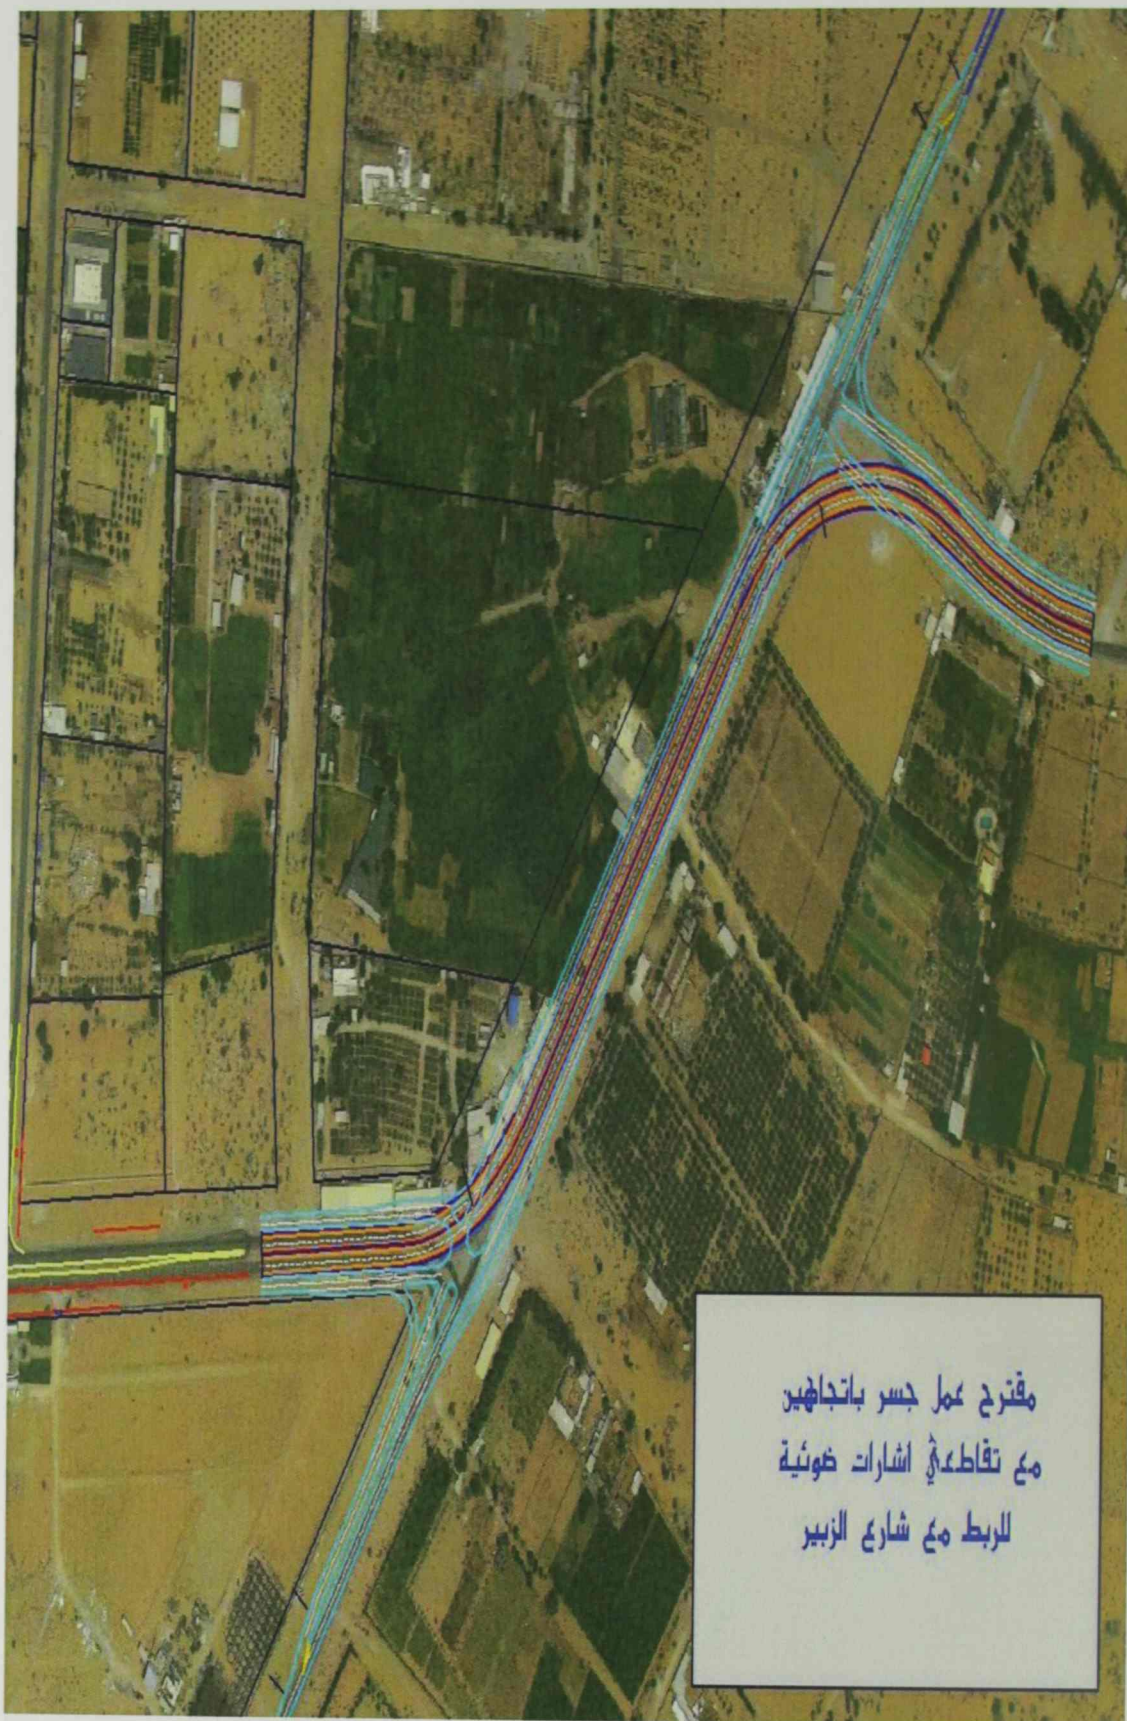 مقترح عمل جسر باتجاهين
مع تقاطعي اشارات ضوئية
للربط مع شارع الزبير